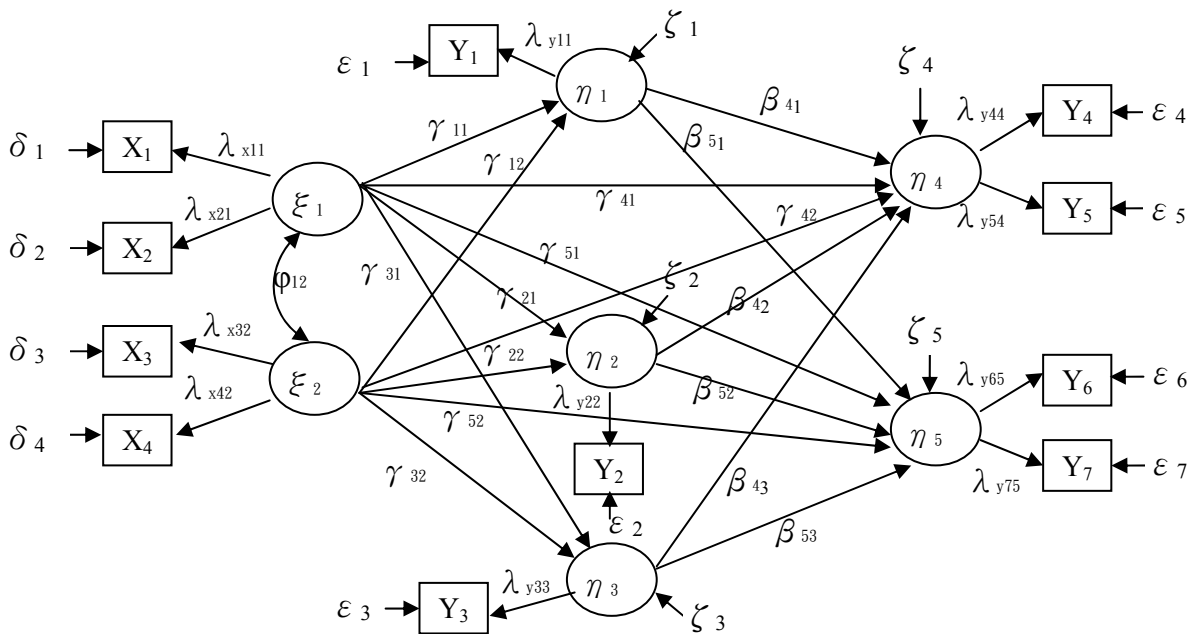 ζ 1
λ y11
Y1
ε 1
η 1
ζ 4
β 41
λ y44
Y4
ε 4
γ 11
β 51
δ 1
X1
λ x11
γ 12
η 4
ξ 1
γ 41
γ 42
λ y54
Y5
ε 5
λ x21
δ 2
X2
γ 51
γ 31
ζ 2
φ12
γ 21
β 42
λ x32
δ 3
X3
ζ 5
γ 22
η 2
ξ 2
λ y65
Y6
ε 6
λ x42
λ y22
β 52
γ 52
η 5
δ 4
X4
γ 32
Y2
β 43
λ y75
Y7
ε 7
ε 2
β 53
λ y33
η 3
ε 3
Y3
ζ 3